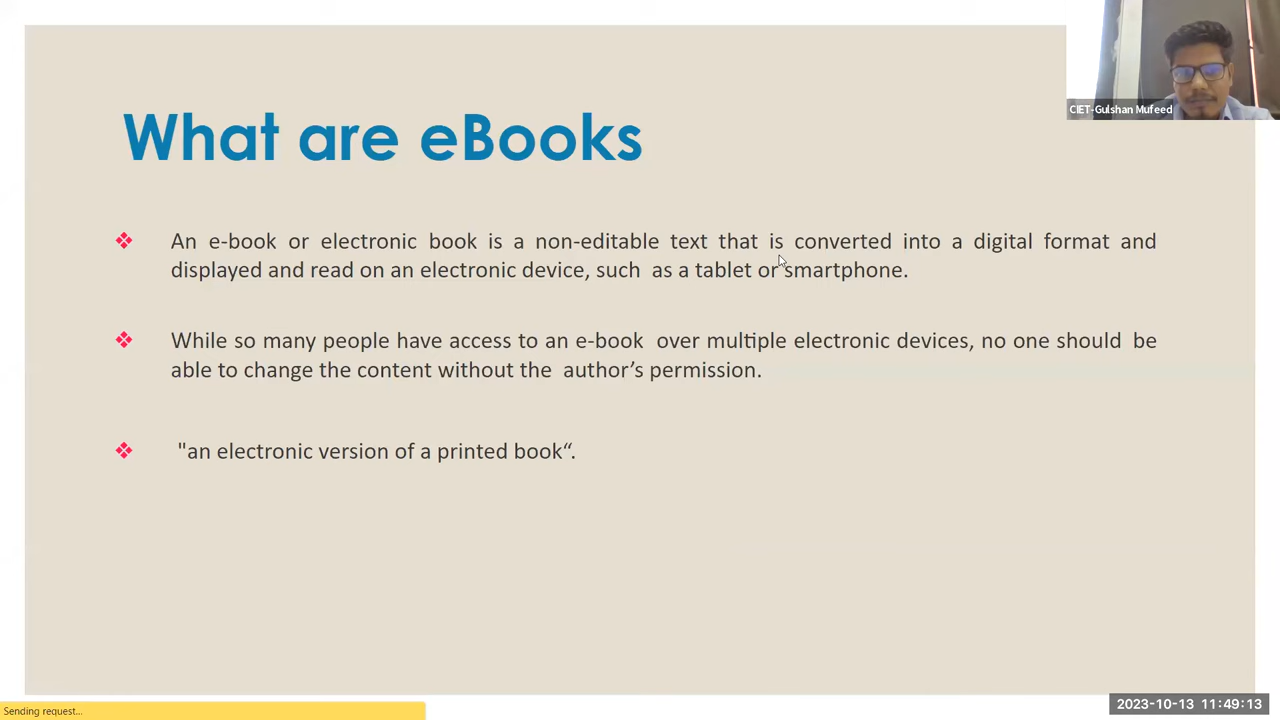 CIET-Gulshan Mufeed
What are eBooks
An e-book or electronic book is a non-editable text that is converted into a digital format and
displayed and read on an electronic device, such as a tablet or smartphone.
While so many people have access to an e-book over multiple electronic devices, no one should be
able to change the content without the author’s permission.
"an electronic version of a printed book“.
Sending request...
2023-10-13 11:49:13